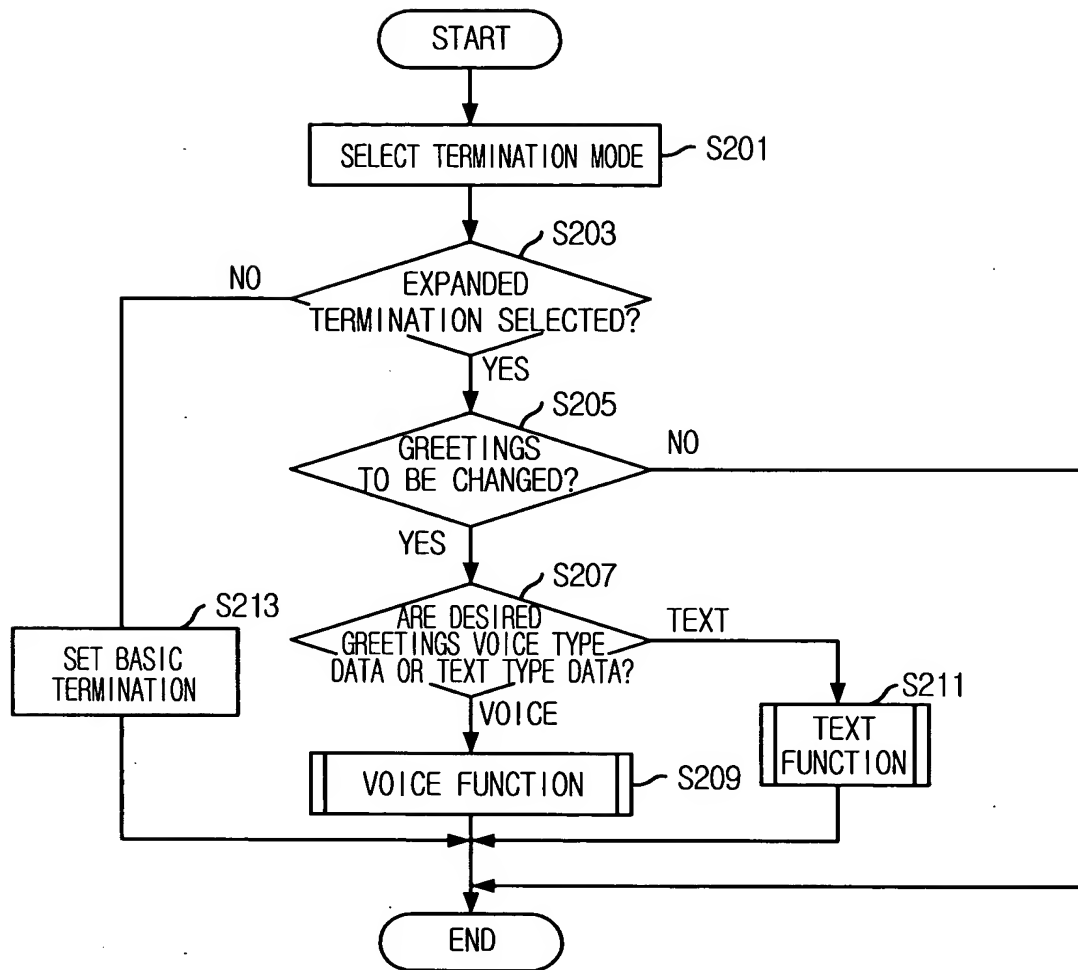 START
SELECT TERMINATION MODE
S201
S203
NO
EXPANDED
TERMINATION SELECTED?
YES
S205
GREETINGS
TO BE CHANGED?
NO
YES
S207
ARE DESIRED
GREETINGS VOICE TYPE
DATA OR TEXT TYPE DATA?
TEXT
S213
SET BASIC
TERMINATION
VOICE
S211
TEXT
FUNCTION
VOICE FUNCTION
S209
END